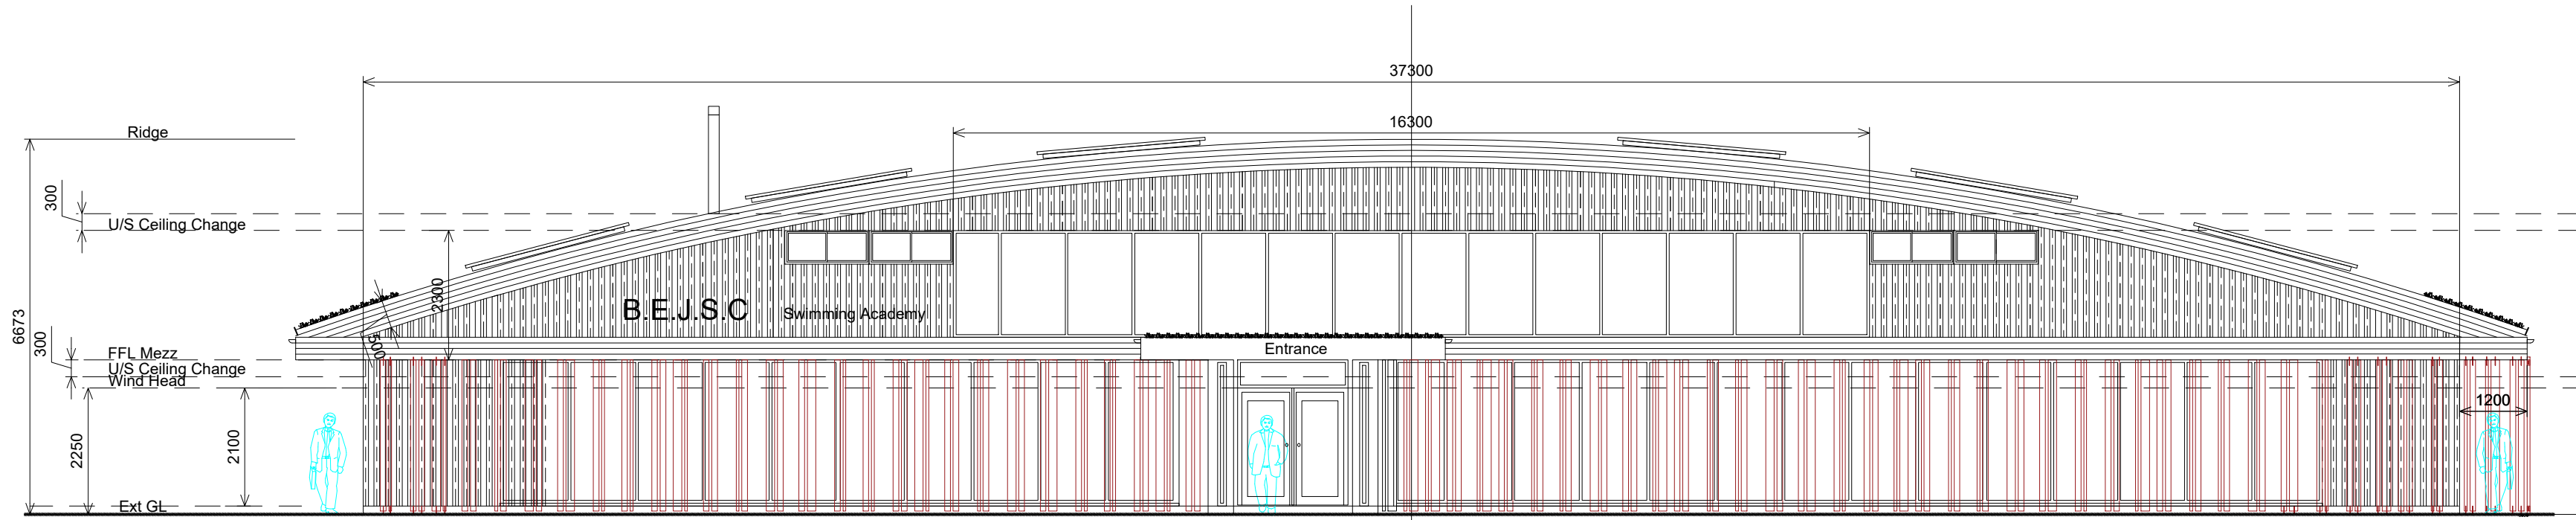 37300
16300
Ridge
300
U/S Ceiling Change
2300
B.E.J.S.C
Swimming Academy
6673
300
500
FFL Mezz
U/S Ceiling Change
Wind Head
Entrance
1200
2250
2100
Ext GL